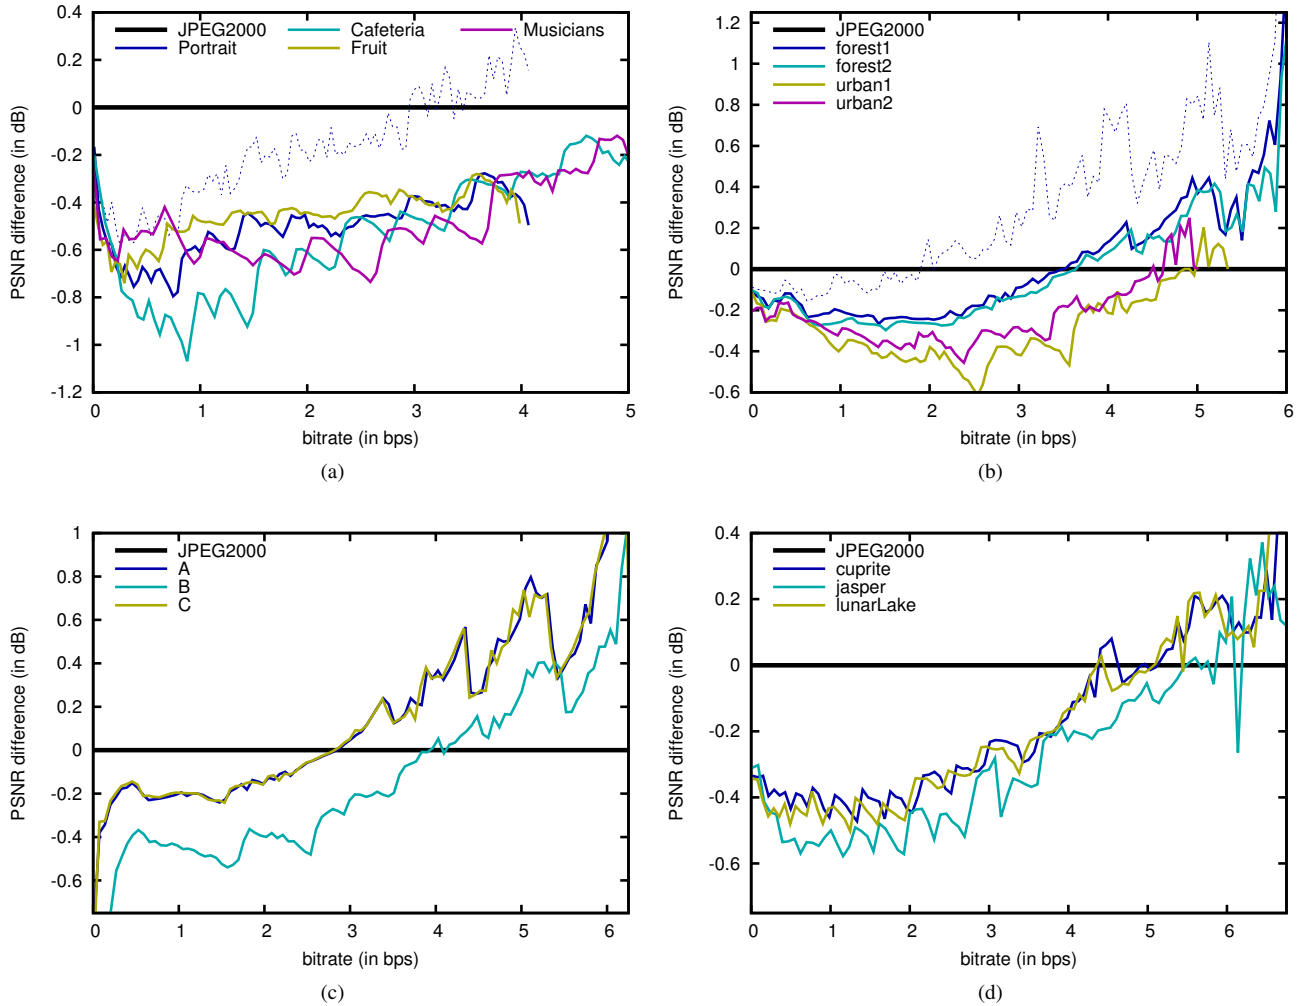 0.4
0.2
0
-0.2
-0.4
-0.6
-0.8
-1
-1.2
PSNR difference (in dB)
JPEG2000
Portrait
Cafeteria
Fruit
Musicians
0 1 2 3 4 5
bitrate (in bps)
(a)
1.2
1
0.8
0.6
0.4
0.2
0
-0.2
-0.4
-0.6
PSNR difference (in dB)
JPEG2000
forest1
forest2
urban1
urban2
0 1 2 3 4 5 6
bitrate (in bps)
(b)
1
0.8
0.6
0.4
0.2
0
-0.2
-0.4
-0.6
PSNR difference (in dB)
JPEG2000
A
B
C
0 1 2 3 4 5 6
bitrate (in bps)
(c)
0.4
0.2
0
-0.2
-0.4
-0.6
PSNR difference (in dB)
JPEG2000
cuprite
jasper
lunarLake
0 1 2 3 4 5 6
bitrate (in bps)
(d)